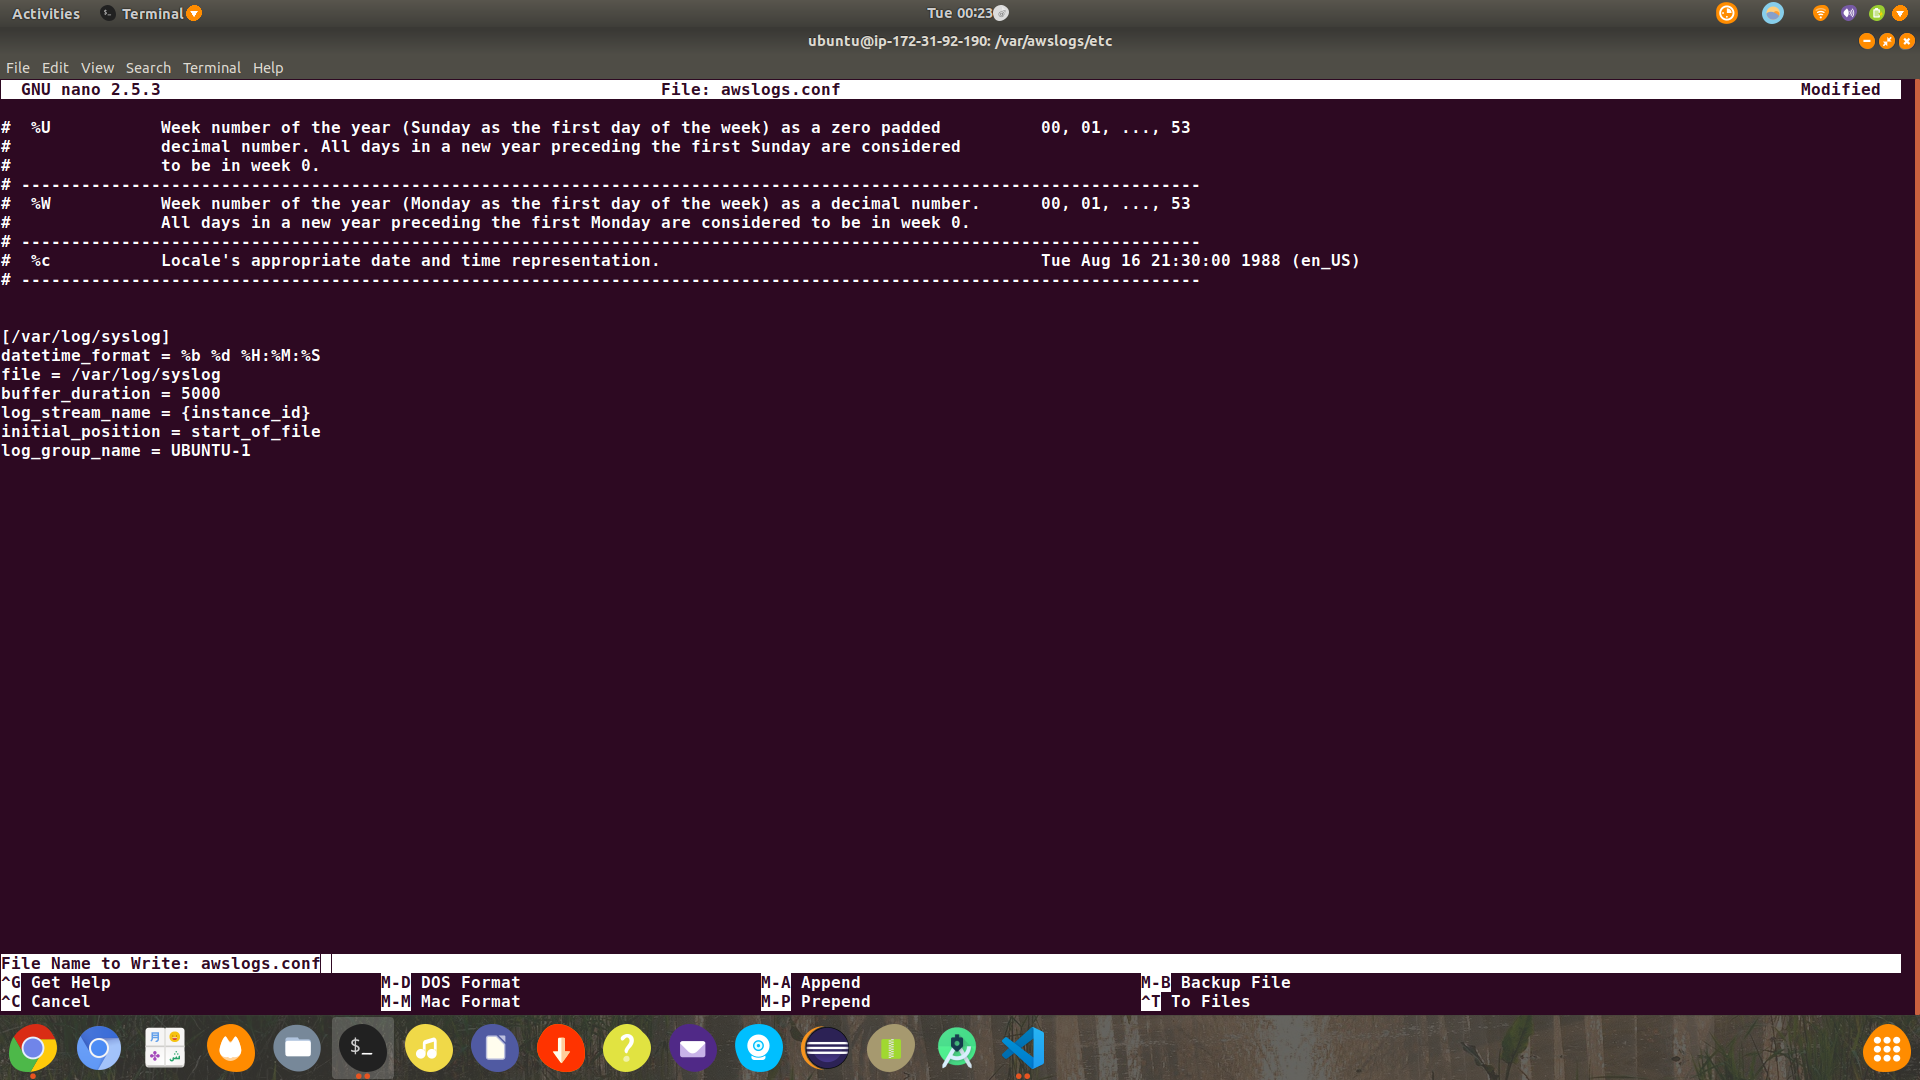 Activities Terminal Tue 00:23
ubuntu@ip-172-31-92-190: /var/awslogs/etc
File Edit View Search Terminal Help
GNU nano 2.5.3 File: awslogs.conf Modified
# %U Week number of the year (Sunday as the first day of the week) as a zero padded 00, 01, ..., 53
# decimal number. All days in a new year preceding the first Sunday are considered
# to be in week 0.
# ----------------------------------------------------------------------------------------------------------------------
# %W Week number of the year (Monday as the first day of the week) as a decimal number. 00, 01, ..., 53
# All days in a new year preceding the first Monday are considered to be in week 0.
# ----------------------------------------------------------------------------------------------------------------------
# %c Locale's appropriate date and time representation. Tue Aug 16 21:30:00 1988 (en_US)
# ----------------------------------------------------------------------------------------------------------------------
[/var/log/syslog]
datetime_format = %b %d %H:%M:%S
file = /var/log/syslog
buffer_duration = 5000
log_stream_name = {instance_id}
initial_position = start_of_file
log_group_name = UBUNTU-1
File Name to Write: awslogs.conf
^G Get Help M-D DOS Format M-A Append M-B Backup File
^C Cancel M-M Mac Format M-P Prepend ^T To Files